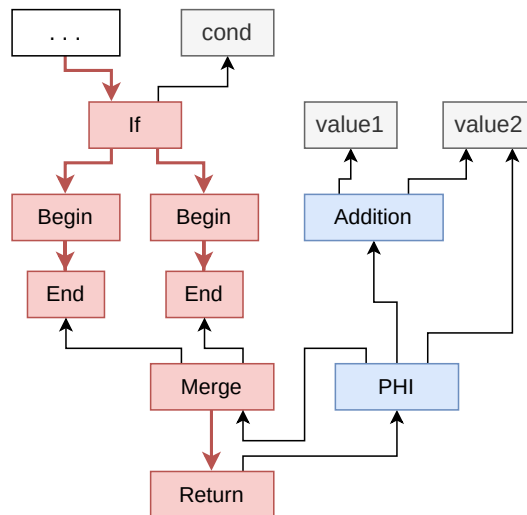 . . .
cond
If
value1
value2
Begin
Begin
Addition
End
End
Merge
PHI
Return